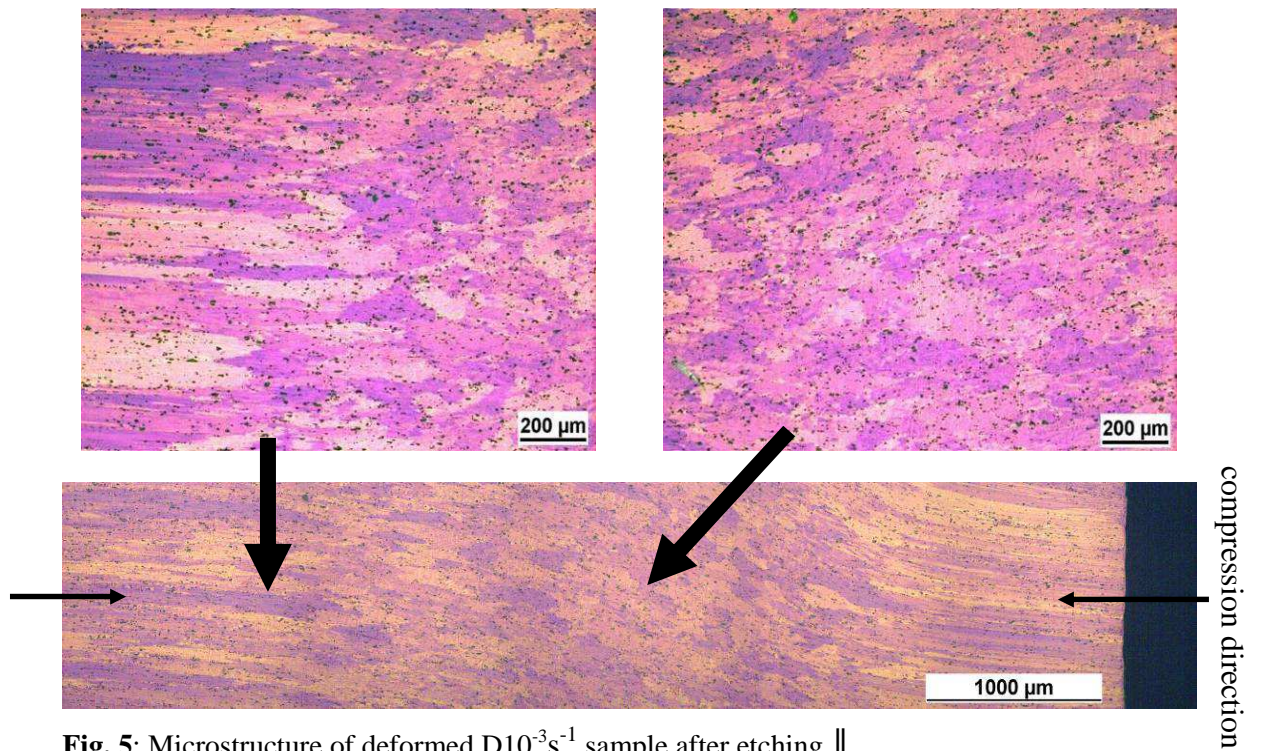 200 µm
200 µm
compression direction
1000 µm
Fig. 5: Microstructure of deformed D10⁻³s⁻¹ sample after etching ||